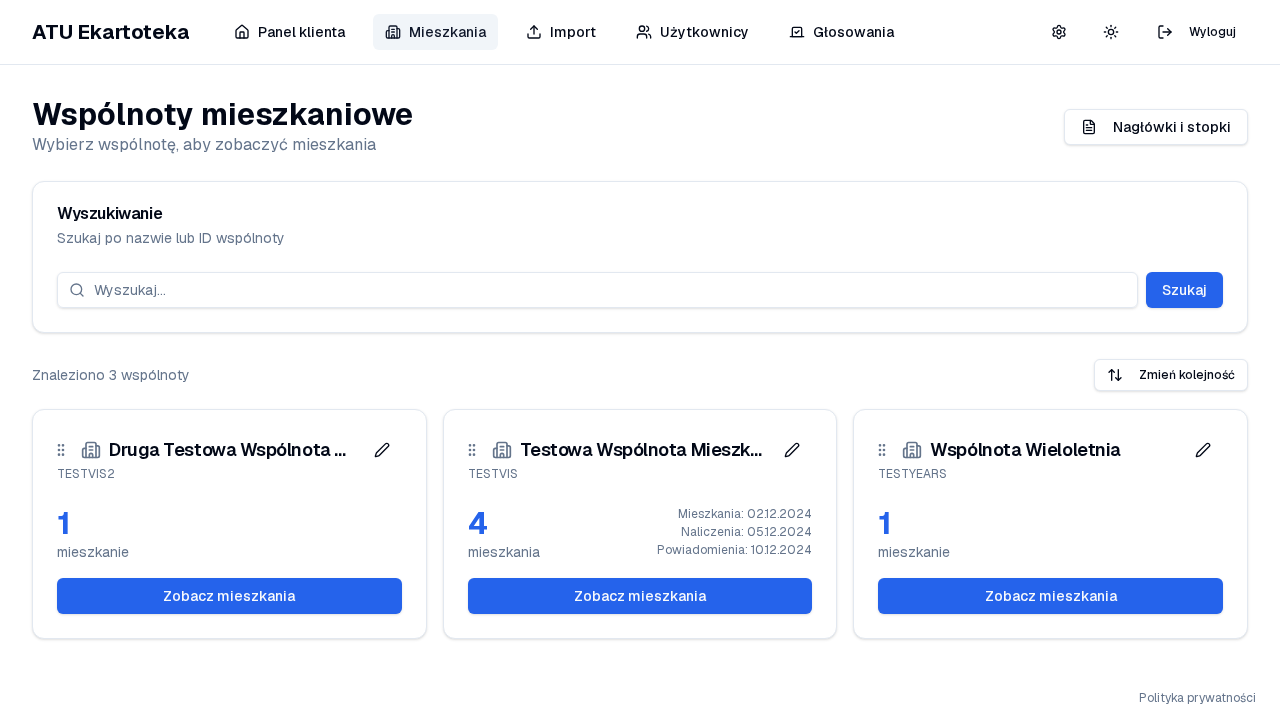 ATU Ekartoteka
Panel klienta
Mieszkania
Import
Użytkownicy
Głosowania
Wyloguj
Wspólnoty mieszkaniowe
Wybierz wspólnotę, aby zobaczyć mieszkania
Nagłówki i stopki
Wyszukiwanie
Szukaj po nazwie lub ID wspólnoty
Wyszukaj...
Szukaj
Znaleziono 3 wspólnoty
Zmień kolejność
Druga Testowa Wspólnota ...
TESTVIS2
1
mieszkanie
Zobacz mieszkania
Testowa Wspólnota Mieszk...
TESTVIS
4
mieszkania
Mieszkania: 02.12.2024
Naliczenia: 05.12.2024
Powiadomienia: 10.12.2024
Zobacz mieszkania
Wspólnota Wieloletnia
TESTYEARS
1
mieszkanie
Zobacz mieszkania
Polityka prywatności